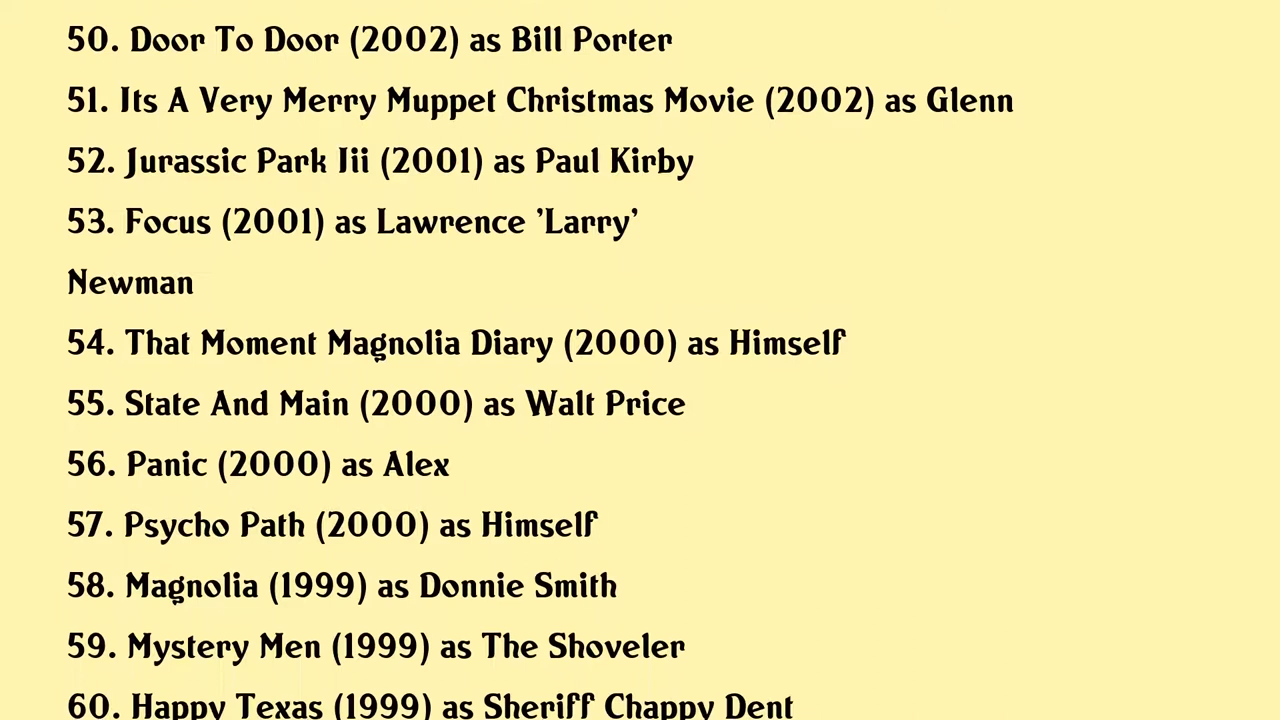 50. Door To Door (2002) as Bill Porter
51. Its A Very Merry Muppet Christmas Movie (2002) as Glenn
52. Jurassic Park Iii (2001) as Paul Kirby
53. Focus (2001) as Lawrence 'Larry'
Newman
54. That Moment Magnolia Diary (2000) as Himself
55. State And Main (2000) as Walt Price
56. Panic (2000) as Alex
57. Psycho Path (2000) as Himself
58. Magnolia (1999) as Donnie Smith
59. Mystery Men (1999) as The Shoveler
60. Happy Texas (1999) as Sheriff Chappy Dent